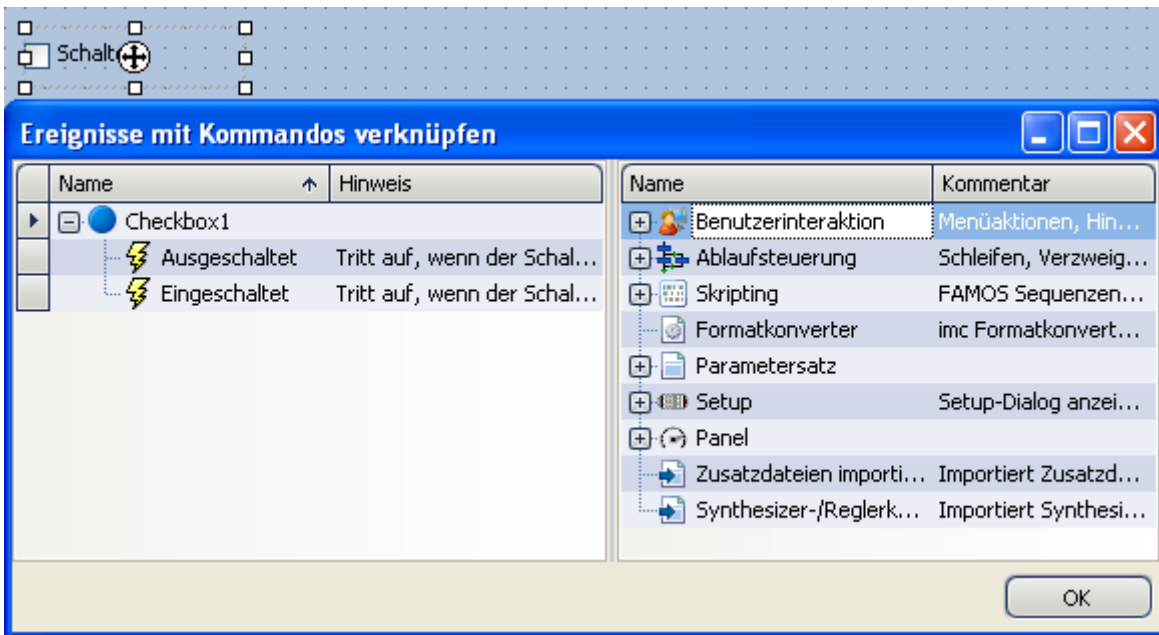 Schalt
Ereignisse mit Kommandos verknüpfen
Name Hinweis
Checkbox1
Ausgeschaltet Tritt auf, wenn der Schal...
Eingeschaltet Tritt auf, wenn der Schal...
Name Kommentar
Benutzerinteraktion Menüaktionen, Hin...
Ablaufsteuerung Schleifen, Verzweig...
Skripting FAMOS Sequenzen...
Formatkonverter imc Formatkonvert...
Parametersatz
Setup Setup-Dialog anzei...
Panel
Zusatzdateien importi... Importiert Zusatzd...
Synthesizer-/Reglerk... Importiert Synthesi...
OK